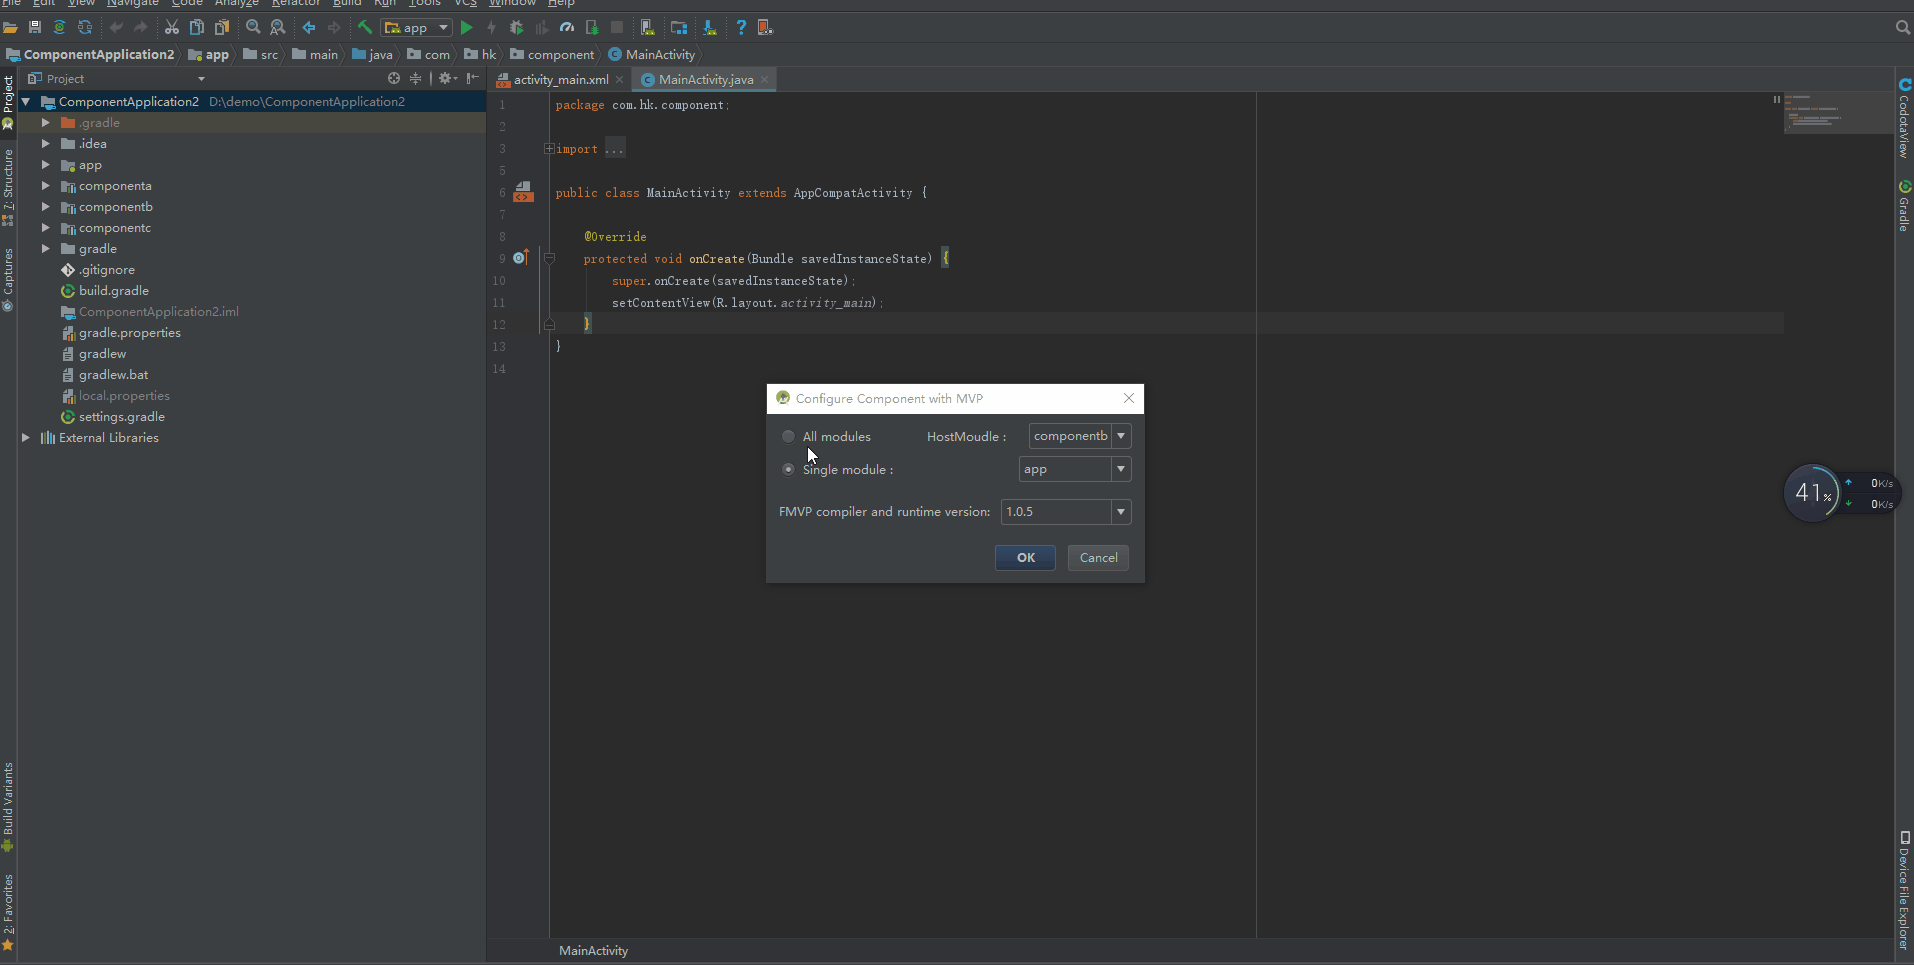 File Edit View Navigate Code Analyze Refactor Build Run Tools VCS Window Help
app
ComponentApplication2 app src main java com hk component MainActivity
Project
activity_main.xml MainActivity.java
Project
7: Structure
Captures
Build Variants
2: Favorites
ComponentApplication2 D:\demo\ComponentApplication2
.gradle
.idea
app
componenta
componentb
componentc
gradle
.gitignore
build.gradle
ComponentApplication2.iml
gradle.properties
gradlew
gradlew.bat
local.properties
settings.gradle
External Libraries
1 package com.hk.component;
2
3 import ...
5
6 public class MainActivity extends AppCompatActivity {
7
8 @Override
9 protected void onCreate(Bundle savedInstanceState) {
10 super.onCreate(savedInstanceState);
11 setContentView(R.layout.activity_main);
12 }
13 }
14
Configure Component with MVP
All modules HostMoudle : componentb
Single module : app
FMVP compiler and runtime version: 1.0.5
OK Cancel
41% 0K/s
0K/s
CodotaView
Gradle
Device File Explorer
MainActivity